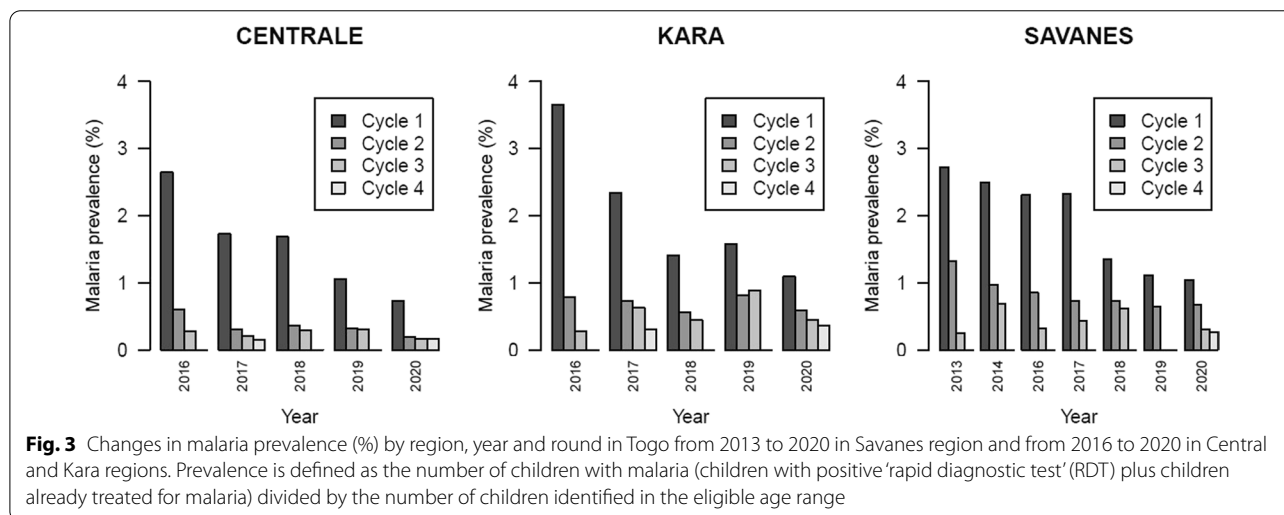 CENTRALE
4
3
2
1
0
Malaria prevalence (%)
Cycle 1
Cycle 2
Cycle 3
Cycle 4
2016
2017
2018
2019
2020
Year
KARA
4
3
2
1
0
Malaria prevalence (%)
Cycle 1
Cycle 2
Cycle 3
Cycle 4
2016
2017
2018
2019
2020
Year
SAVANES
4
3
2
1
0
Malaria prevalence (%)
Cycle 1
Cycle 2
Cycle 3
Cycle 4
2013
2014
2016
2017
2018
2019
2020
Year
Fig. 3 Changes in malaria prevalence (%) by region, year and round in Togo from 2013 to 2020 in Savanes region and from 2016 to 2020 in Central
and Kara regions. Prevalence is defined as the number of children with malaria (children with positive ‘rapid diagnostic test’ (RDT) plus children
already treated for malaria) divided by the number of children identified in the eligible age range